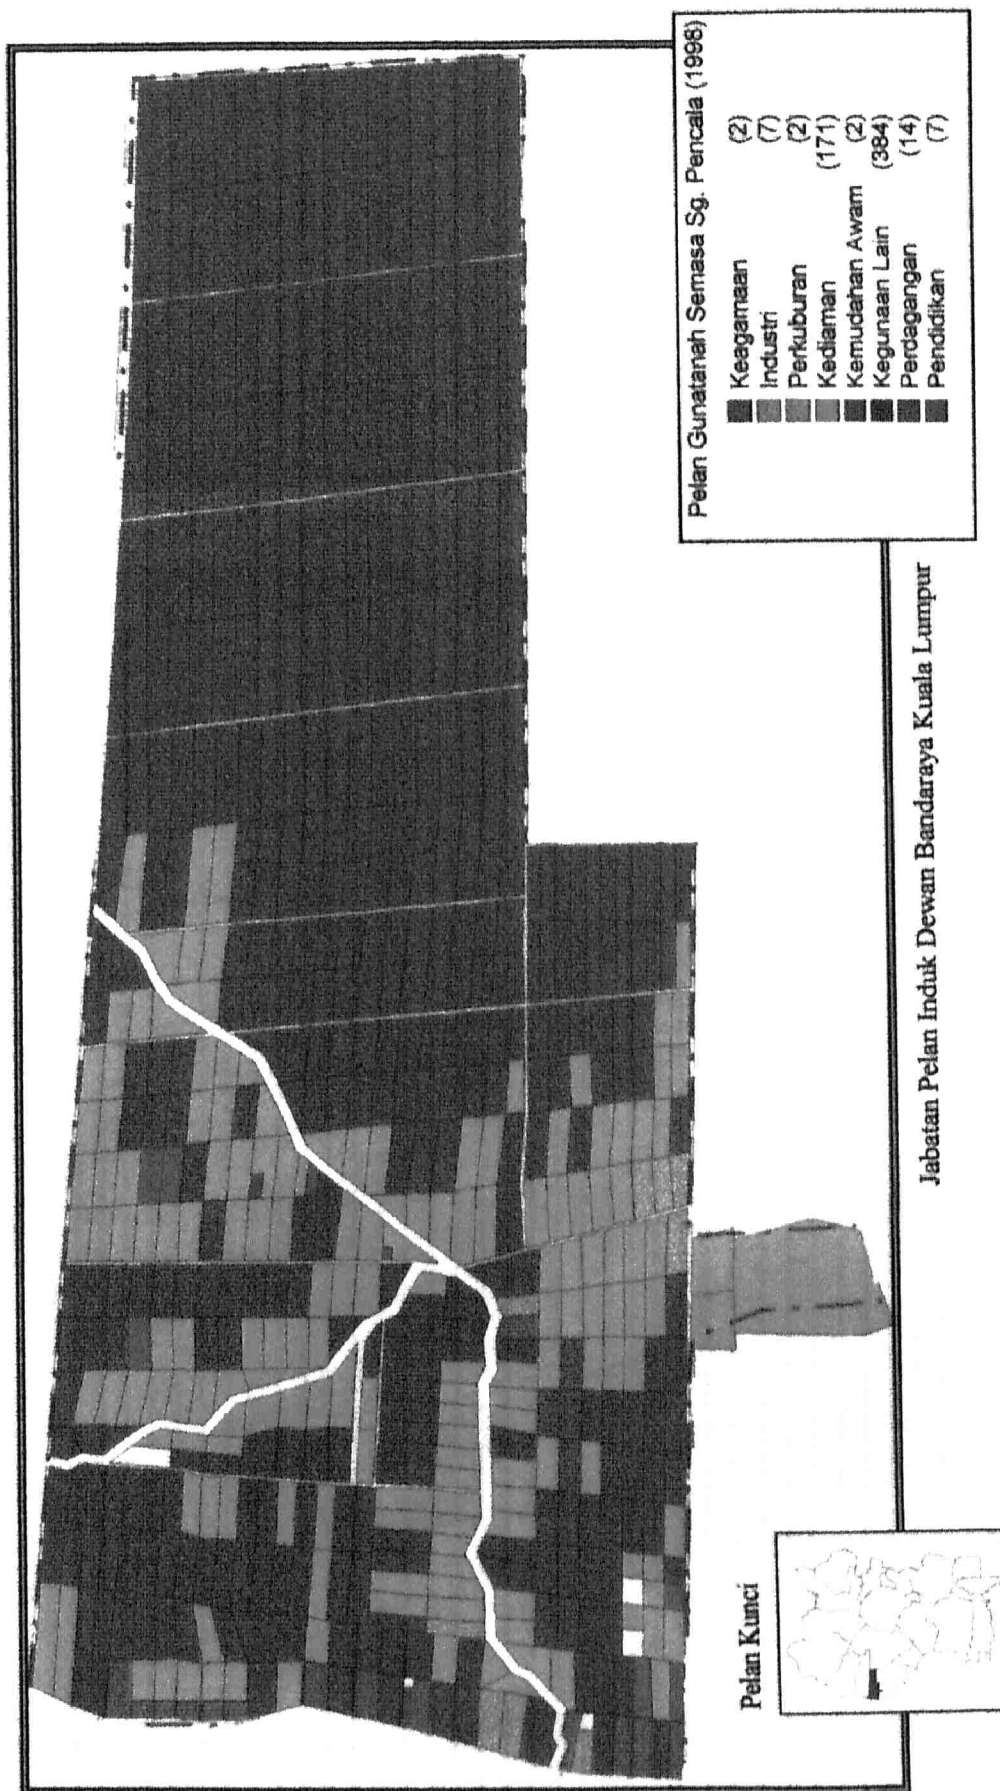 Pelan Gunatanah Semasa Sg. Pencala (1998)
Keagamaan (2)
Industri (7)
Perkuburan (2)
Kediaman (171)
Kemudahan Awam (2)
Kegunaan Lain (384)
Perdagangan (14)
Pendidikan (7)
Jabatan Pelan Induk Dewan Bandaraya Kuala Lumpur
Pelan Kunci